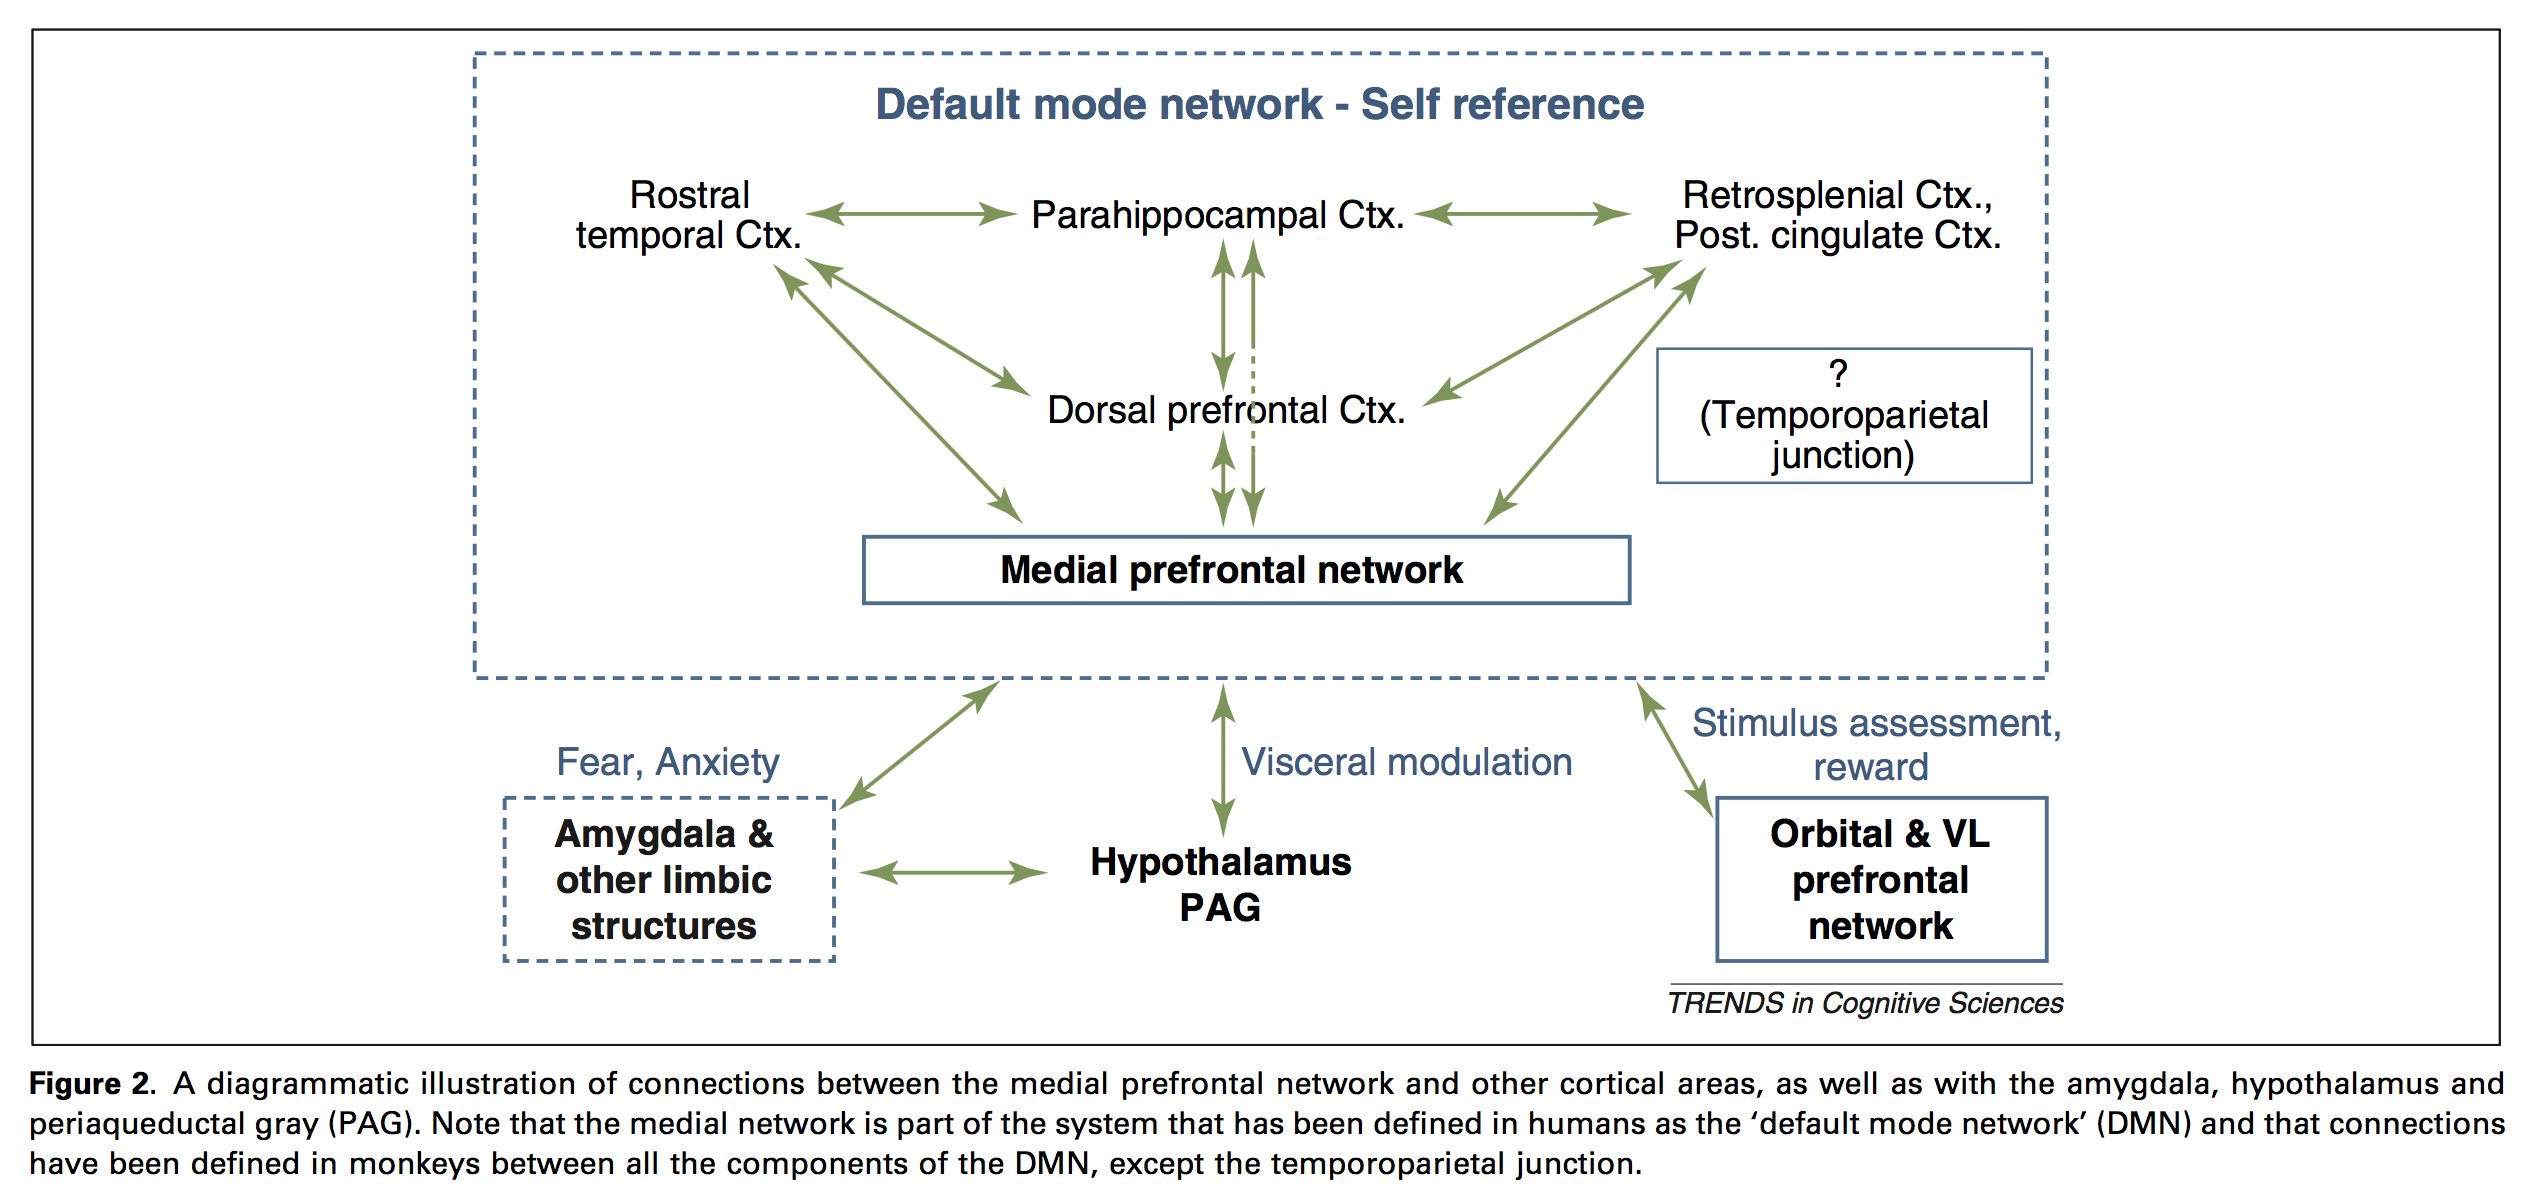 Default mode network - Self reference
Rostral
temporal Ctx.
Parahippocampal Ctx.
Retrosplenial Ctx.,
Post. cingulate Ctx.
?
(Temporoparietal
junction)
Dorsal prefrontal Ctx.
Medial prefrontal network
Fear, Anxiety
Visceral modulation
Stimulus assessment,
reward
Amygdala &
other limbic
structures
Hypothalamus
PAG
Orbital & VL
prefrontal
network
TRENDS in Cognitive Sciences
Figure 2. A diagrammatic illustration of connections between the medial prefrontal network and other cortical areas, as well as with the amygdala, hypothalamus and
periaqueductal gray (PAG). Note that the medial network is part of the system that has been defined in humans as the ‘default mode network’ (DMN) and that connections
have been defined in monkeys between all the components of the DMN, except the temporoparietal junction.